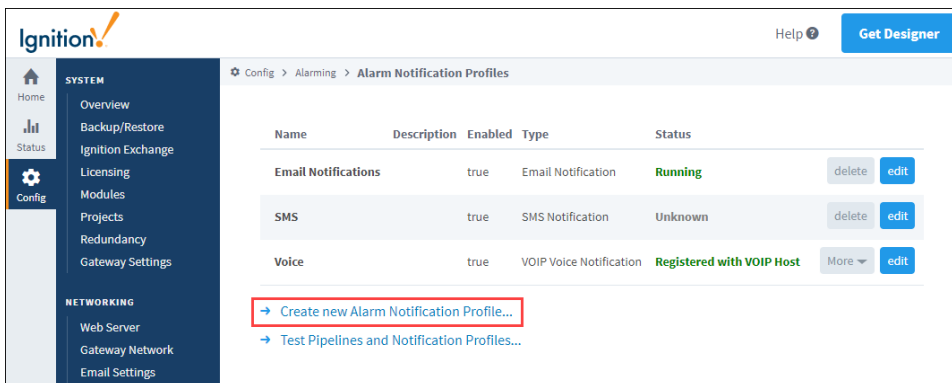 Ignition!
Help
Get Designer
Home
Status
Config
SYSTEM
Overview
Backup/Restore
Ignition Exchange
Licensing
Modules
Projects
Redundancy
Gateway Settings
NETWORKING
Web Server
Gateway Network
Email Settings
Config > Alarming > Alarm Notification Profiles
Name Description Enabled Type Status
Email Notifications true Email Notification Running delete edit
SMS true SMS Notification Unknown delete edit
Voice true VOIP Voice Notification Registered with VOIP Host More edit
→ Create new Alarm Notification Profile...
→ Test Pipelines and Notification Profiles...